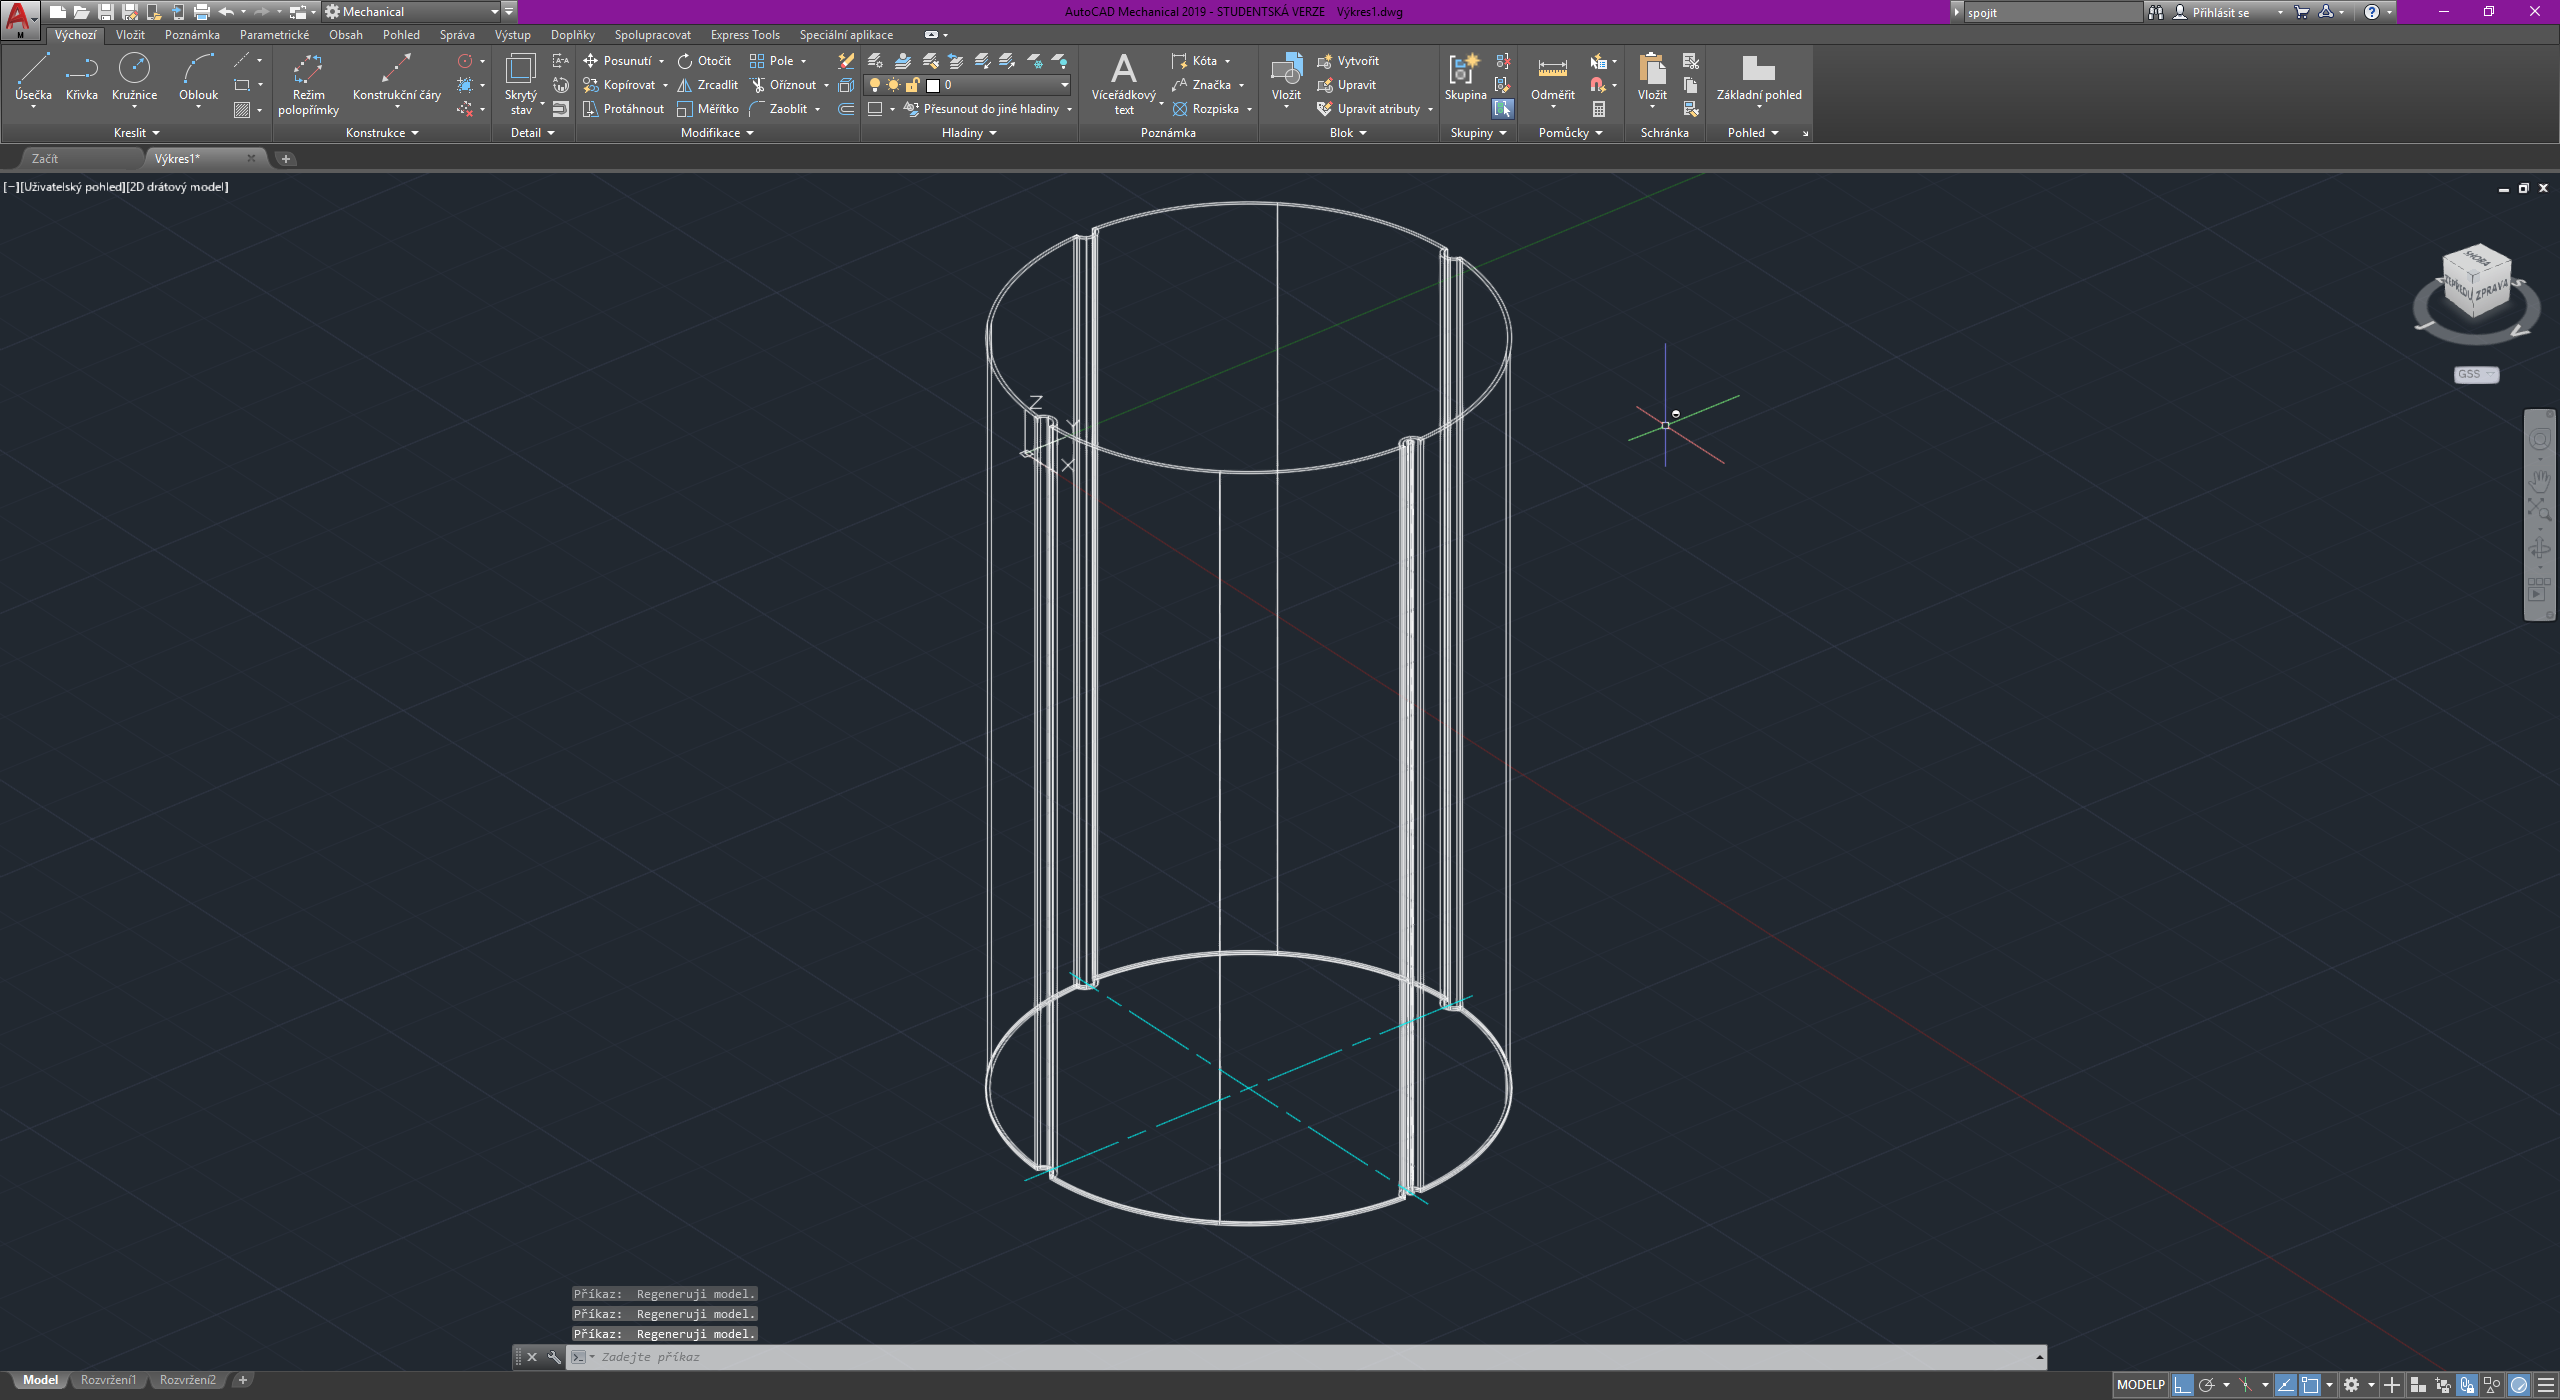 Mechanical
AutoCAD Mechanical 2019 - STUDENTSKÁ VERZE Výkres1.dwg
spojit
Přihlásit se
M
Výchozí Vložit Poznámka Parametrické Obsah Pohled Správa Výstup Doplňky Spolupracovat Express Tools Speciální aplikace
Úsečka Křivka Kružnice Oblouk
Režim polopřímky
Konstrukční čáry
Skrytý stav
Posunutí Otočit Pole
Kopírovat Zrcadlit Oříznout
Protáhnout Měřítko Zaoblit
0
Přesunout do jiné hladiny
Víceřádkový text
Kóta
Značka
Rozpiska
Vložit
Vytvořit
Upravit
Upravit atributy
Skupina
Odměřit
Vložit
Základní pohled
Kreslit Konstrukce Detail Modifikace Hladiny Poznámka Blok Skupiny Pomůcky Schránka Pohled
Začít Výkres1*
[−][Uživatelský pohled][2D drátový model]
SHORA
ZEPŘEDU ZPRAVA
S
J
V
GSS
Z
Y
X
Příkaz: Regeneruji model.
Příkaz: Regeneruji model.
Příkaz: Regeneruji model.
Zadejte příkaz
Model Rozvržení1 Rozvržení2
MODELP